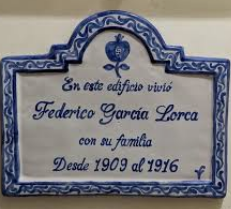 En este edificio vivió
Federico García Lorca
con su familia
Desde 1909 al 1916